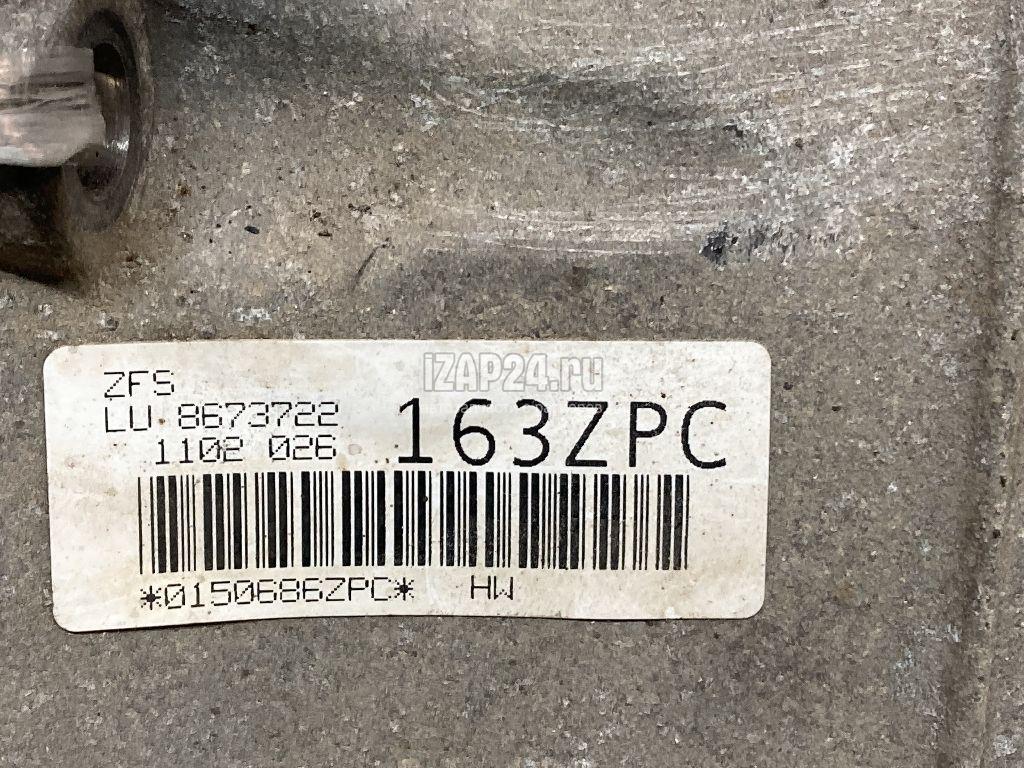 iZAP24.ru
ZFS
LU 8673722
1102 026
163ZPC
*0150686ZPC* HW